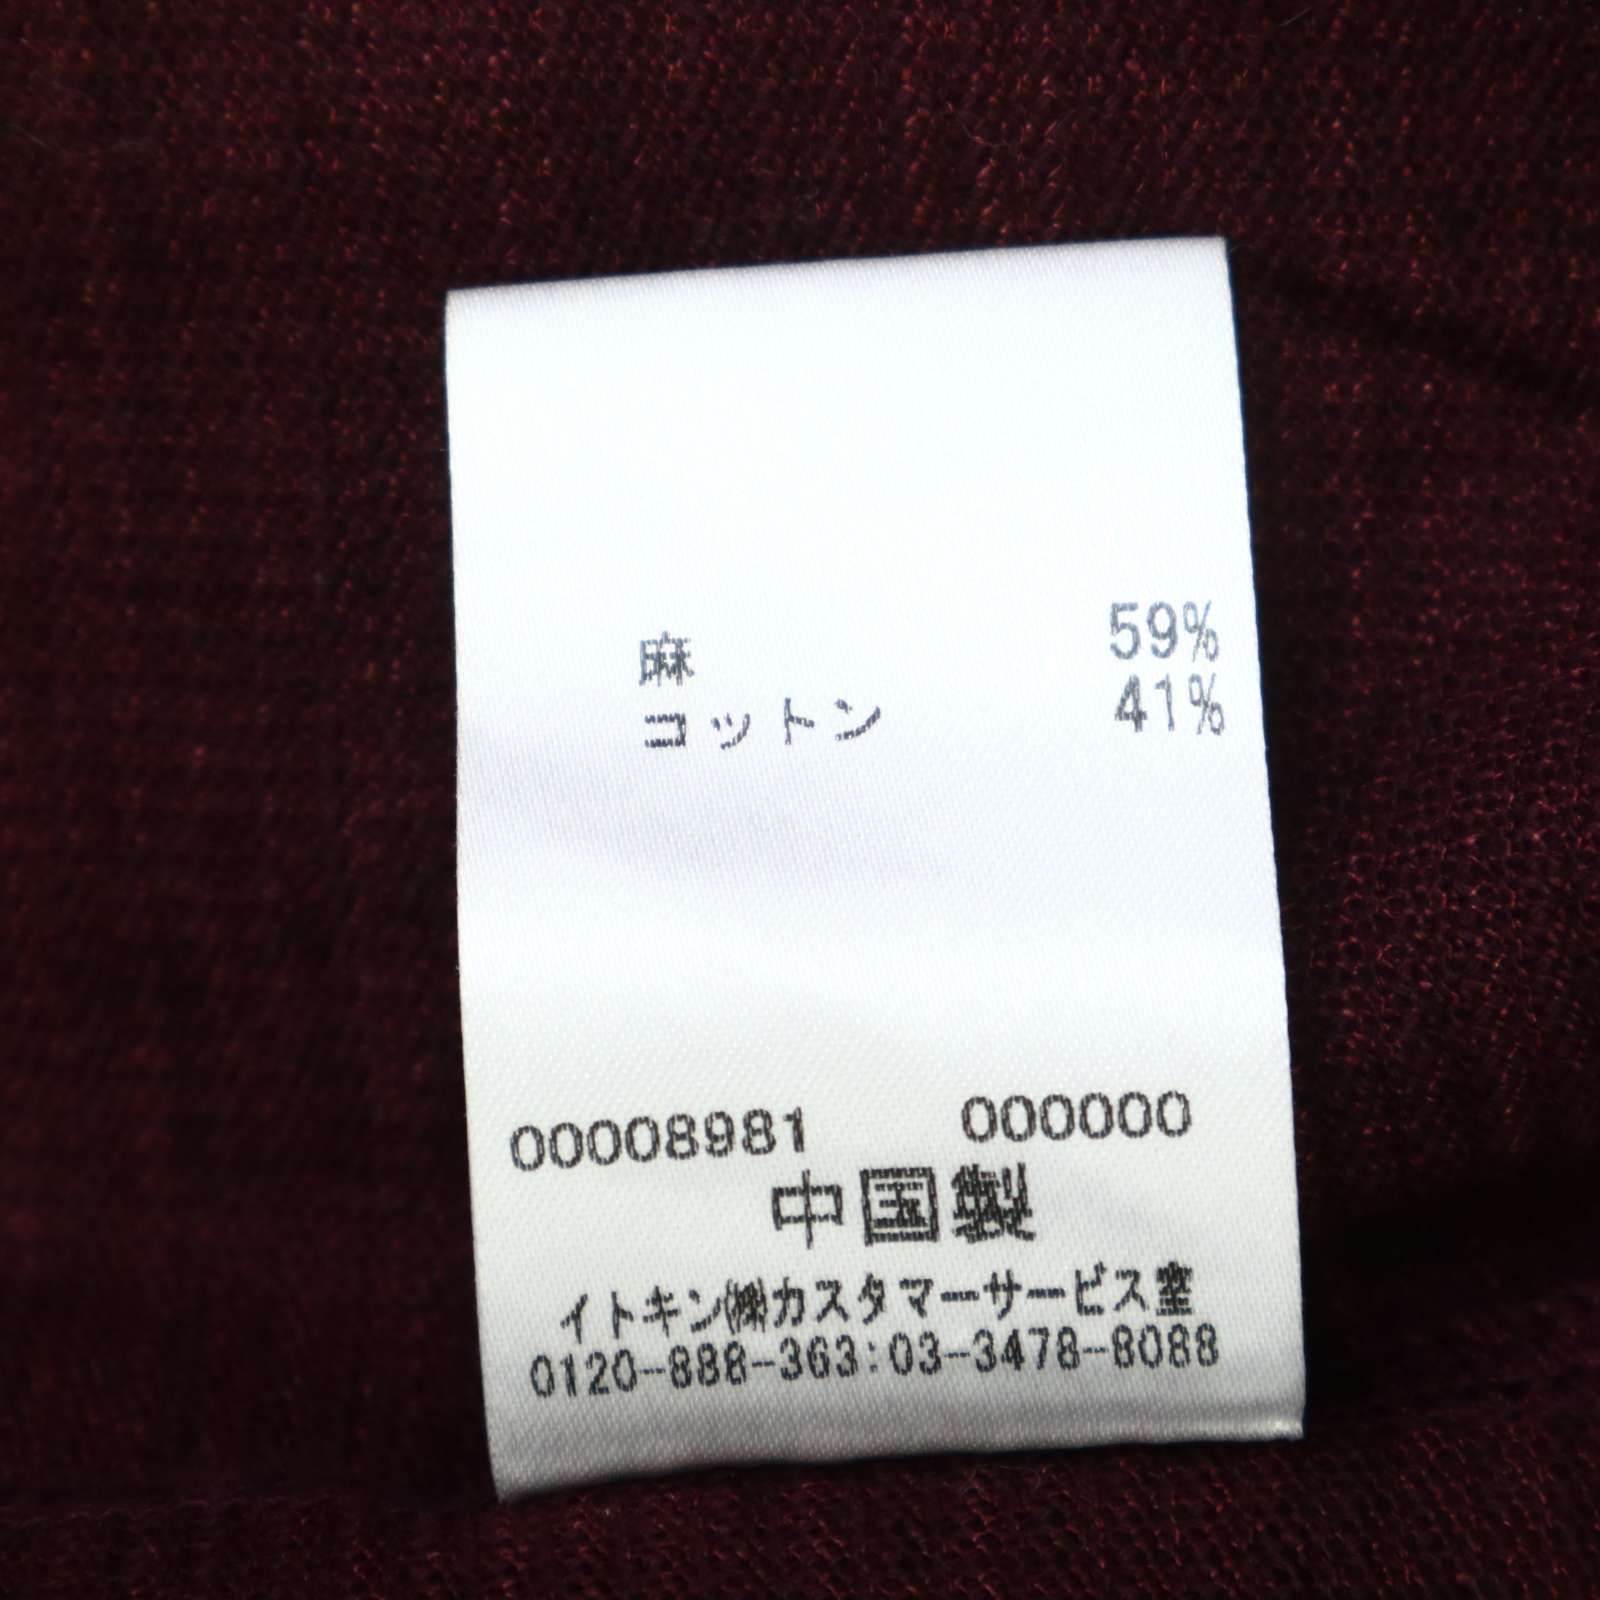 麻 59%
コットン 41%
00008981 000000
中国製
イトキン㈱カスタマーサービス室
0120-888-363:03-3478-8088